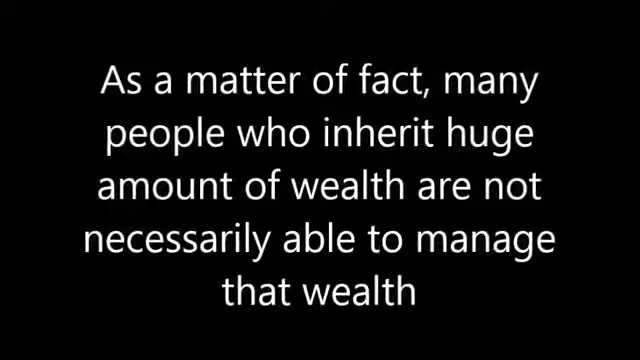 As a matter of fact, many
people who inherit huge
amount of wealth are not
necessarily able to manage
that wealth